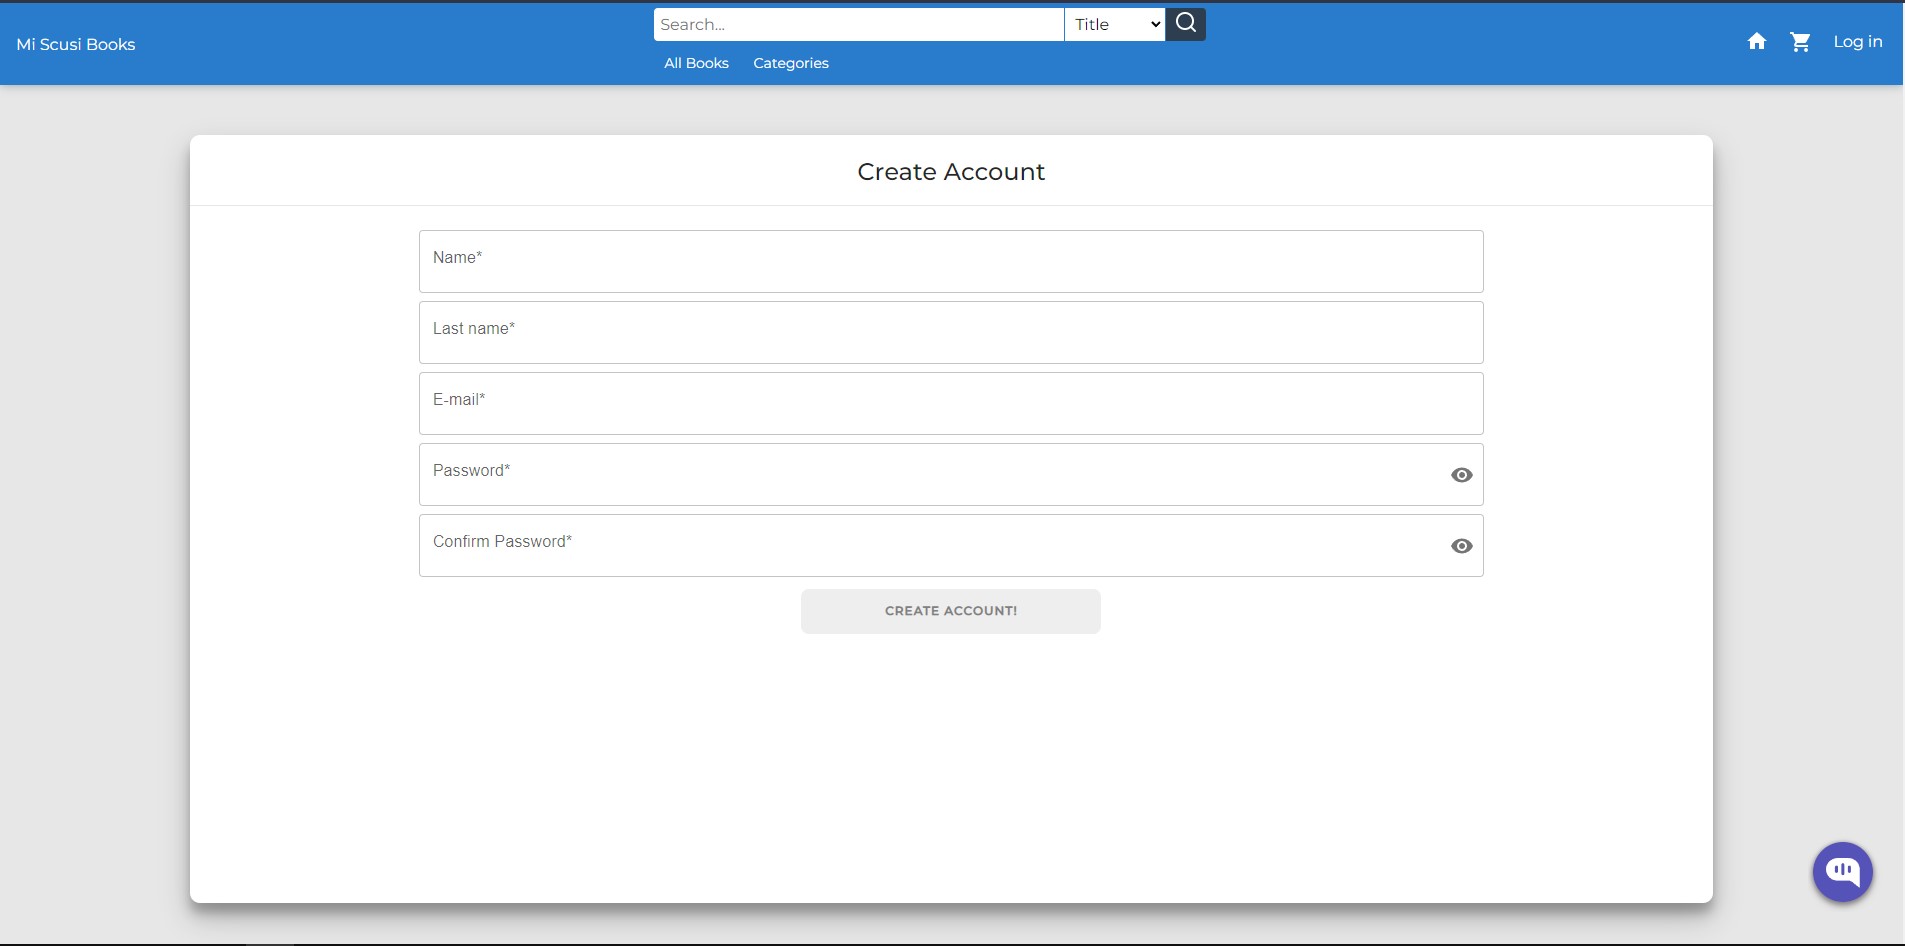 Mi Scusi Books
Search...
Title
All Books
Categories
Log in
Create Account
Name*
Last name*
E-mail*
Password*
Confirm Password*
CREATE ACCOUNT!